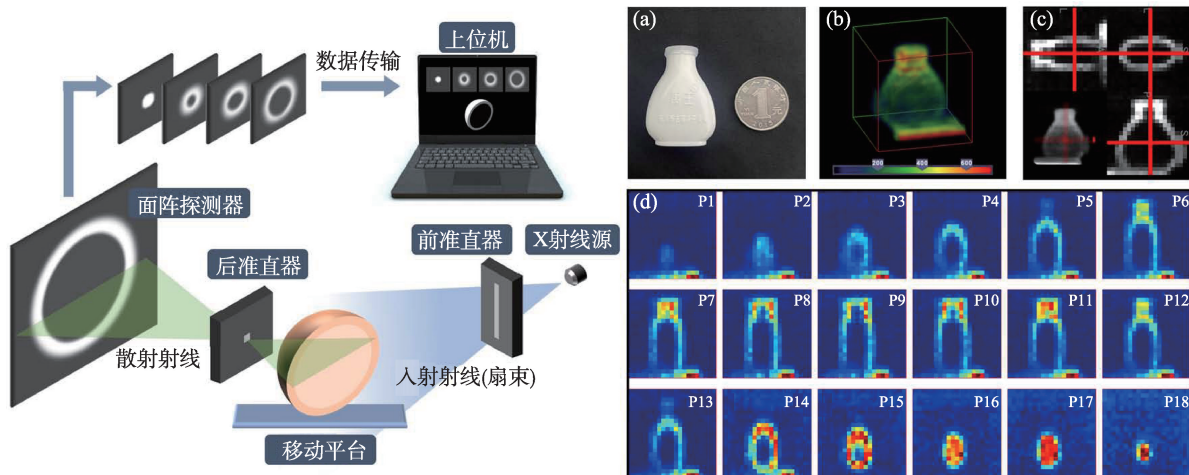 数据传输
上位机
面阵探测器
后准直器
前准直器
X射线源
散射射线
入射射线(扇束)
移动平台
(a)
1
(b)
200
400
600
(c)
(d)
P1
P2
P3
P4
P5
P6
P7
P8
P9
P10
P11
P12
P13
P14
P15
P16
P17
P18